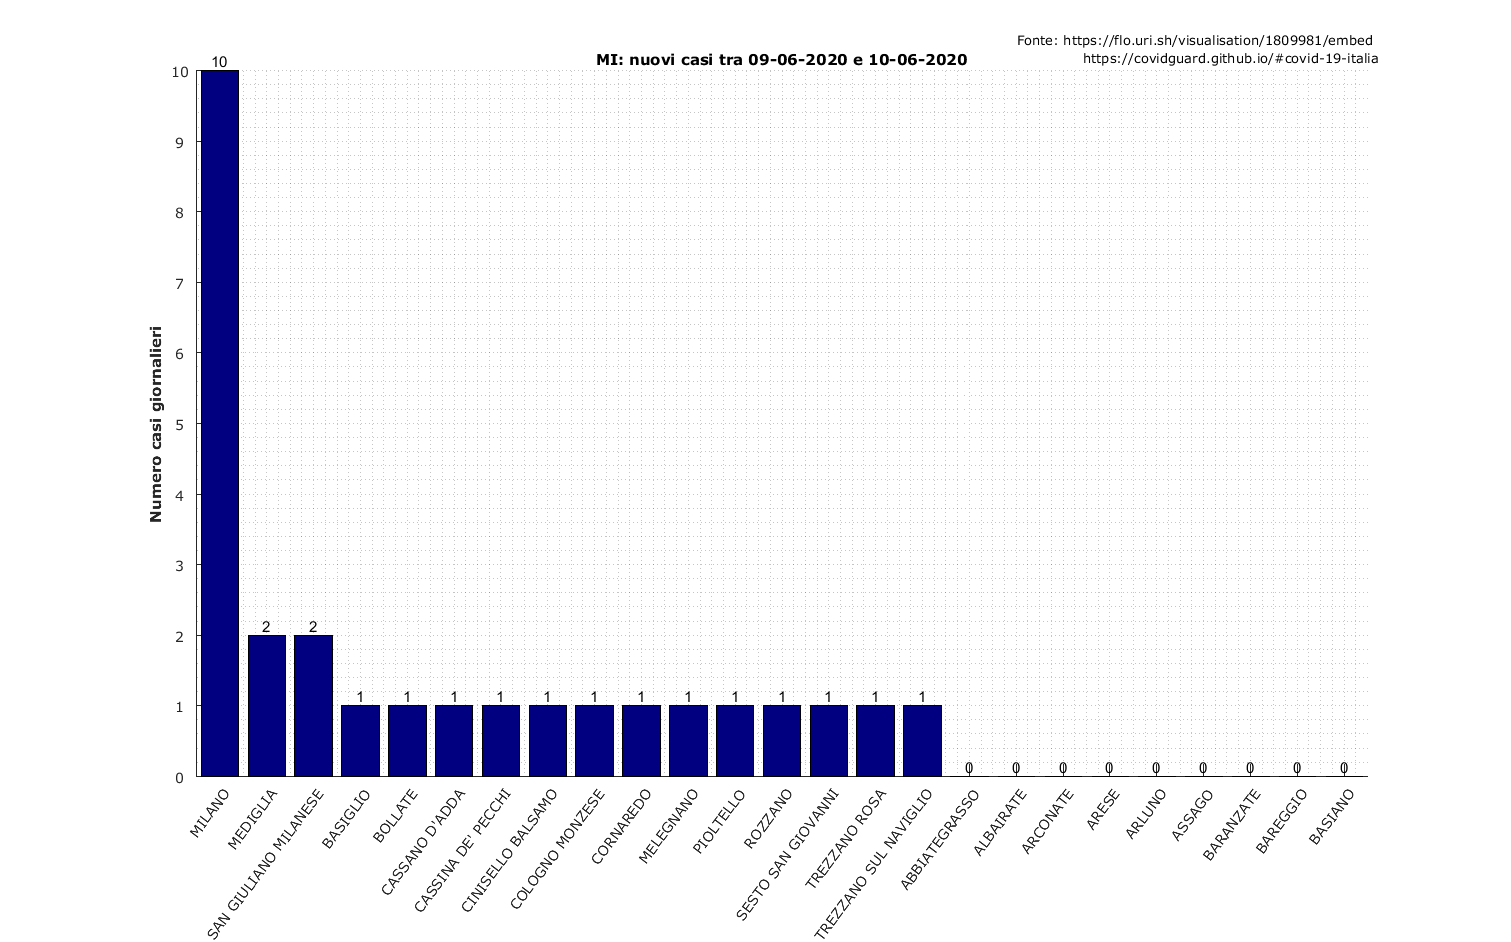 Fonte: https://flo.uri.sh/visualisation/1809981/embed
https://covidguard.github.io/#covid-19-italia
MI: nuovi casi tra 09-06-2020 e 10-06-2020
Numero casi giornalieri
10
9
8
7
6
5
4
3
2
1
0
10
2
2
1
1
1
1
1
1
1
1
1
1
1
1
1
0
0
0
0
0
0
0
0
0
MILANO
MEDIGLIA
SAN GIULIANO MILANESE
BASIGLIO
BOLLATE
CASSANO D'ADDA
CASSINA DE' PECCHI
CINISELLO BALSAMO
COLOGNO MONZESE
CORNAREDO
MELEGNANO
PIOLTELLO
ROZZANO
SESTO SAN GIOVANNI
TREZZANO ROSA
TREZZANO SUL NAVIGLIO
ABBIATEGRASSO
ALBAIRATE
ARCONATE
ARESE
ARLUNO
ASSAGO
BARANZATE
BAREGGIO
BASIANO